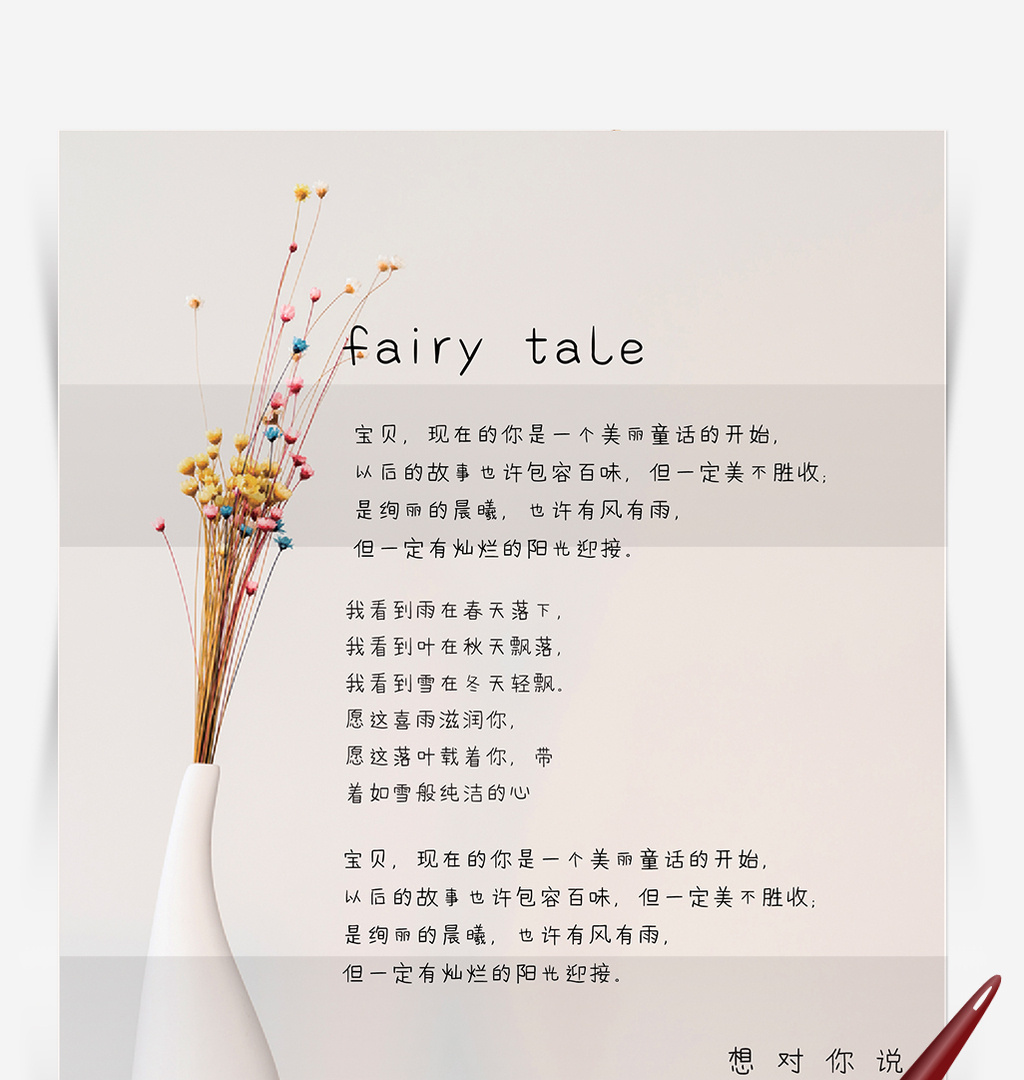 fairy tale
宝贝，现在的你是一个美丽童话的开始，
以后的故事也许包容百味，但一定美不胜收；
是绚丽的晨曦，也许有风有雨，
但一定有灿烂的阳光迎接。
我看到雨在春天落下，
我看到叶在秋天飘落，
我看到雪在冬天轻飘。
愿这喜雨滋润你，
愿这落叶载着你，带
着如雪般纯洁的心
宝贝，现在的你是一个美丽童话的开始，
以后的故事也许包容百味，但一定美不胜收；
是绚丽的晨曦，也许有风有雨，
但一定有灿烂的阳光迎接。
想对你说